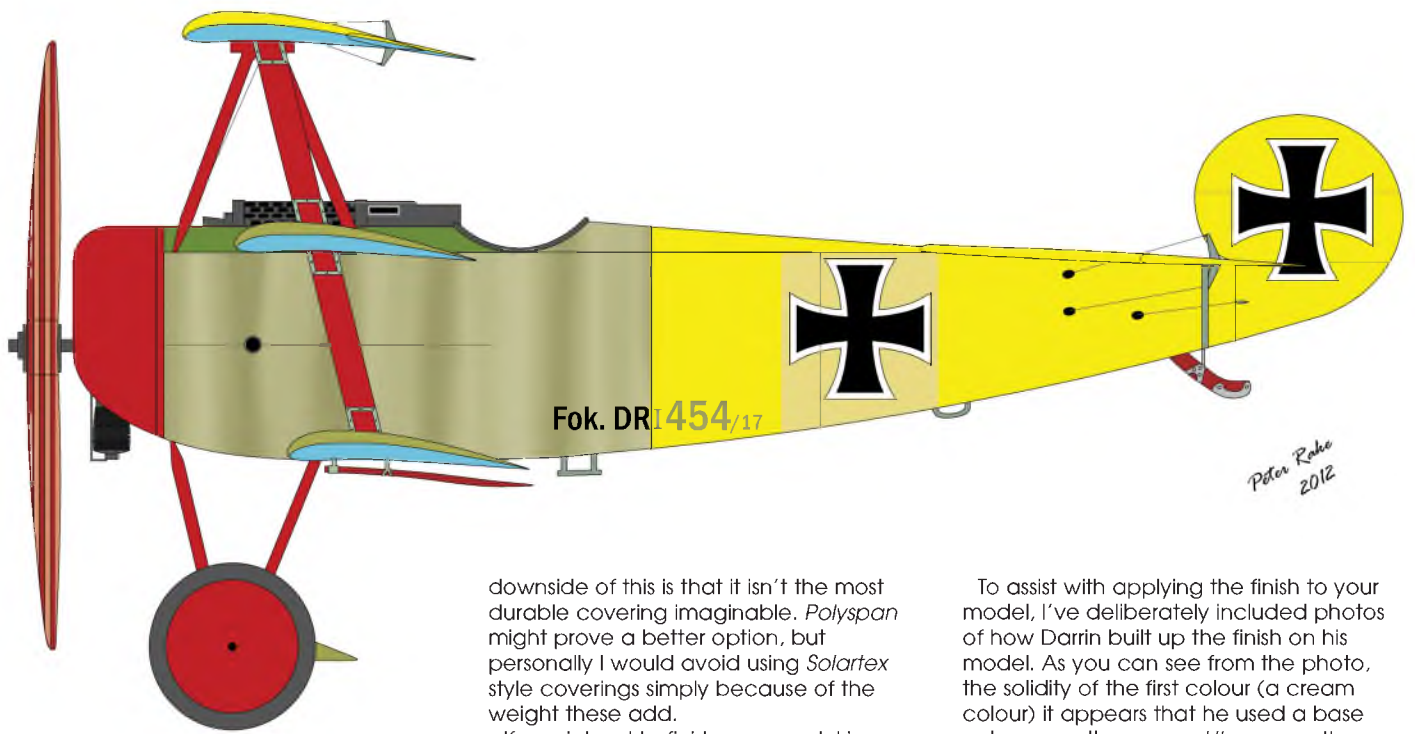 Fok. DRI454/17
Peter Rake
2012
downside of this is that it isn't the most
durable covering imaginable. Polyspan
might prove a better option, but
personally I would avoid using Solartex
style coverings simply because of the
weight these add.
To assist with applying the finish to your
model, I've deliberately included photos
of how Darrin built up the finish on his
model. As you can see from the photo,
the solidity of the first colour (a cream
colour) it appears that he used a base